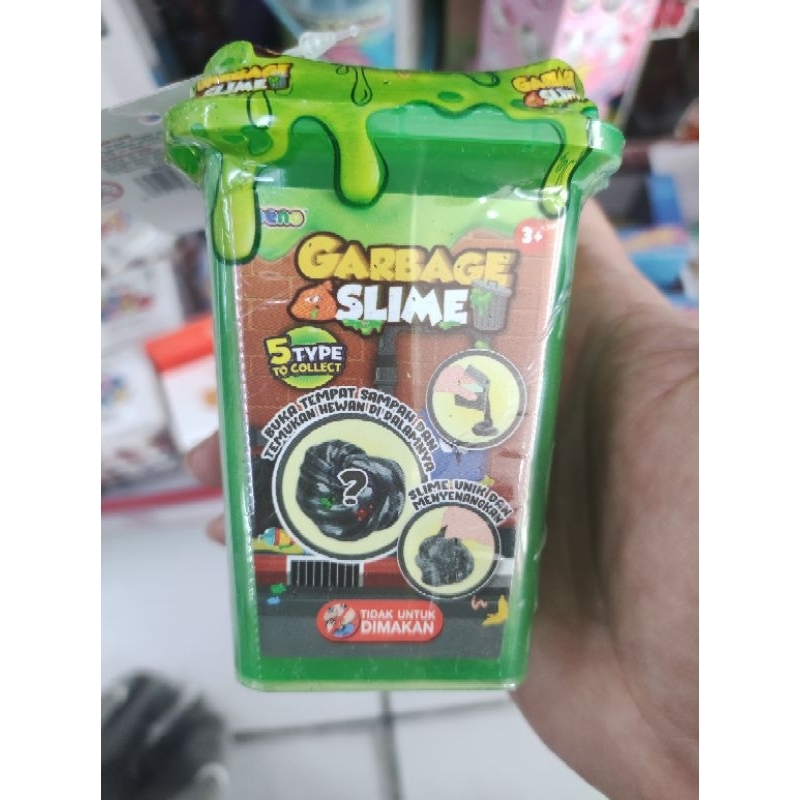 GARBAGE
SLIME
GARBAGE
SLIME
eno
3+
GARBAGE
SLIME
5 TYPE
TO COLLECT
BUKA TEMPAT SAMPAH DAN
TEMUKAN HEWAN DI DALAMNYA
?
SLIME UNIK DAN
MENYENANGKAN
TIDAK UNTUK
DIMAKAN